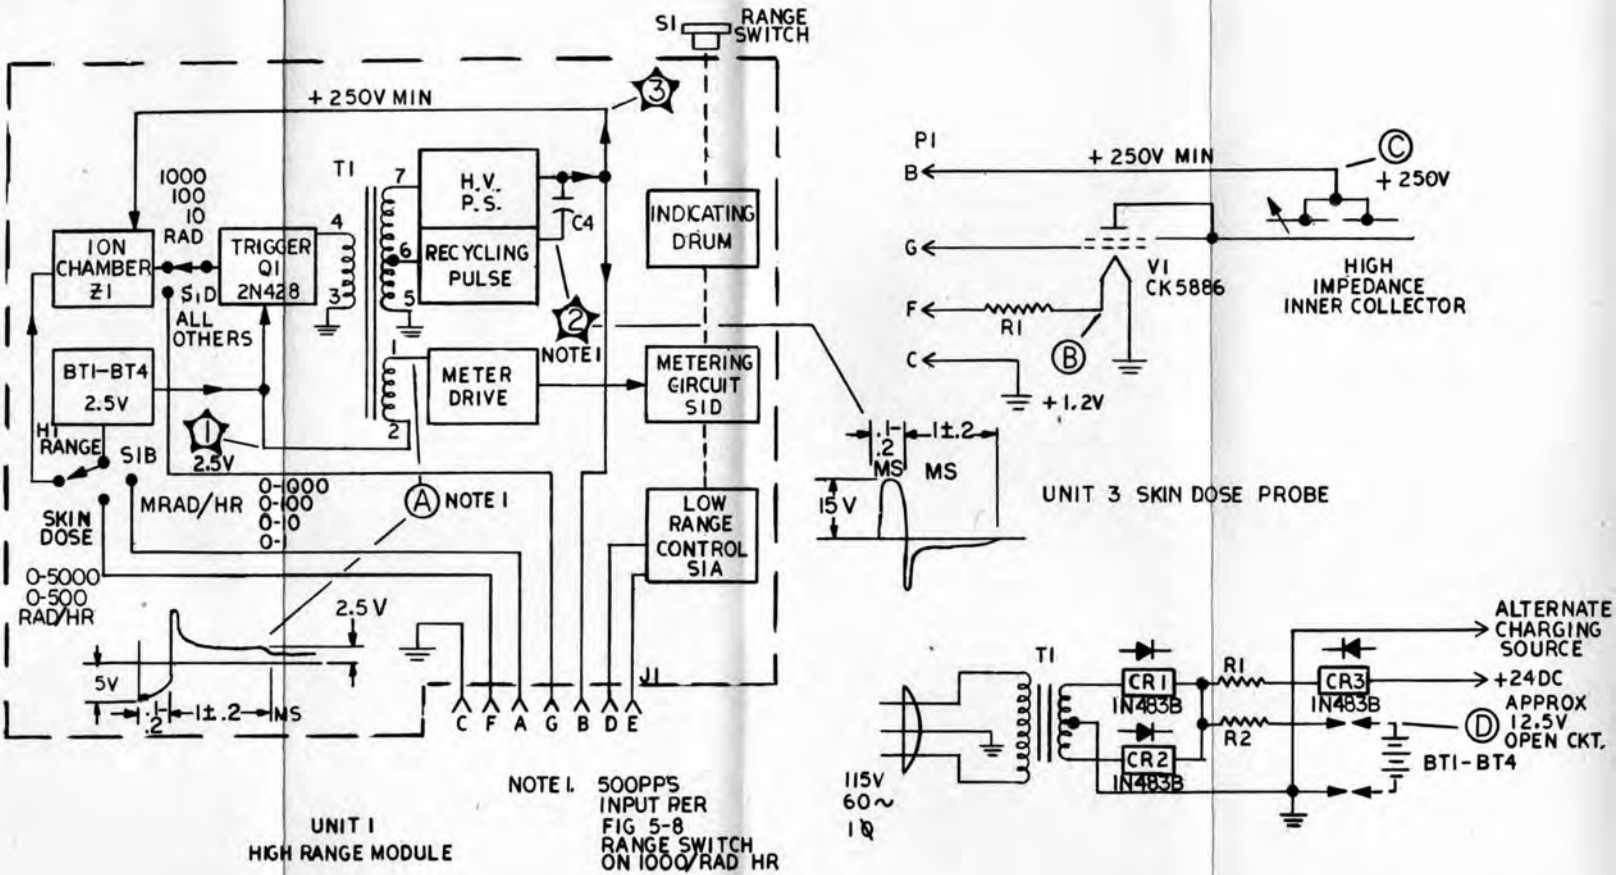 S1
RANGE
SWITCH
+ 250V MIN
3
1000
100
10
RAD
T1
7
H.V.
P.S.
C4
INDICATING
DRUM
4
ION
CHAMBER
Z1
TRIGGER
Q1
2N428
6
RECYCLING
PULSE
3
5
S1D
ALL
OTHERS
2
NOTE 1
BT1-BT4
2.5V
1
METER
DRIVE
2
METERING
CIRCUIT
S1D
HI
RANGE
S1B
1
2.5V
MRAD/HR
0-1000
0-100
0-10
0-1
A NOTE 1
SKIN
DOSE
LOW
RANGE
CONTROL
S1A
0-5000
0-500
RAD/HR
2.5V
5V
.1-
.2
1±.2
MS
J1
C F A G B D E
UNIT 1
HIGH RANGE MODULE
NOTE 1. 500PPS
INPUT PER
FIG 5-8
RANGE SWITCH
ON 1000/RAD HR
P1
B
+ 250V MIN
C
+ 250V
G
V1
CK5886
HIGH
IMPEDANCE
INNER COLLECTOR
F
R1
B
C
+1.2V
.1-
.2
MS
1±.2
MS
15V
UNIT 3 SKIN DOSE PROBE
ALTERNATE
CHARGING
SOURCE
T1
CR1
1N483B
R1
CR3
1N483B
+24DC
APPROX
12.5V
OPEN CKT.
D
R2
CR2
1N483B
BT1-BT4
115V
60~
1Φ